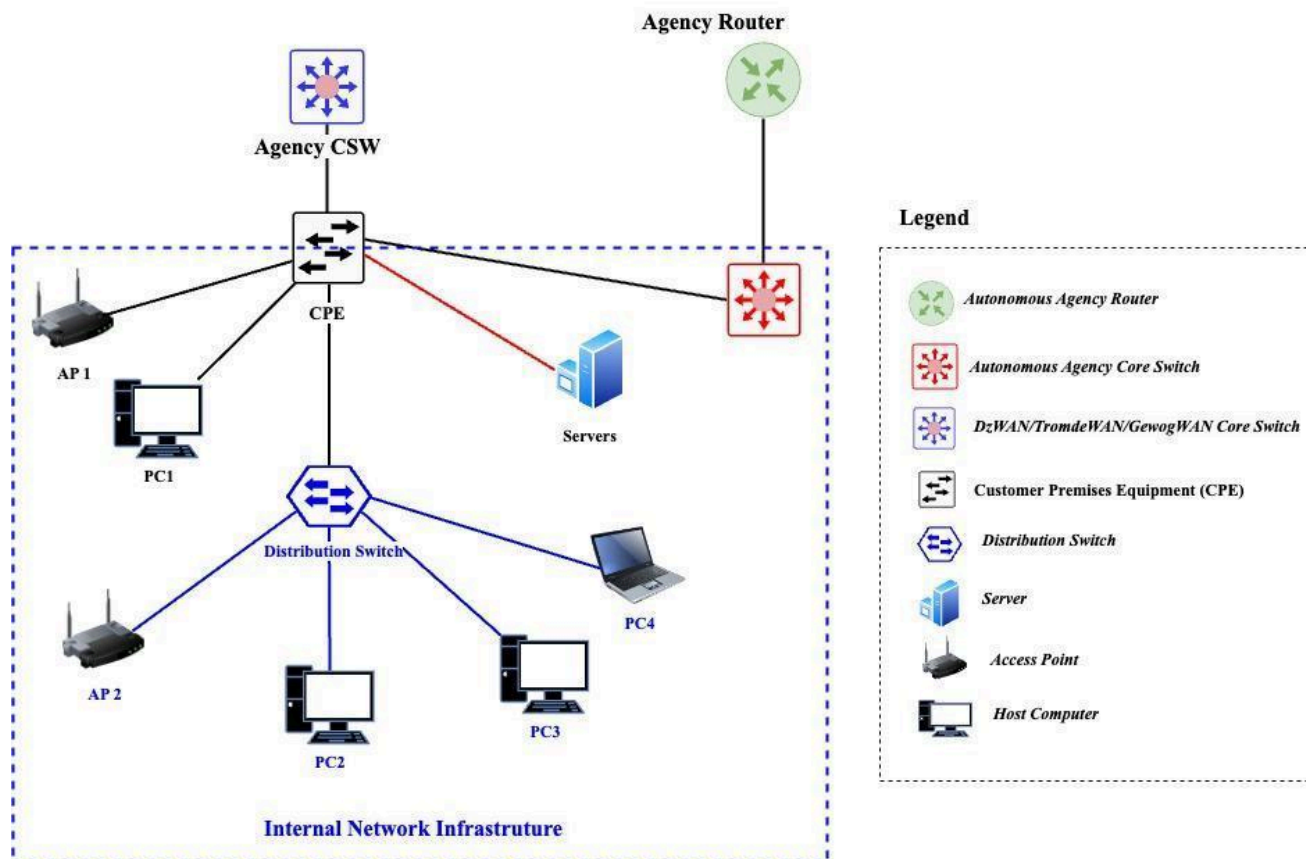 Agency Router
Agency CSW
CPE
AP 1
PC1
Servers
Distribution Switch
PC4
AP 2
PC3
PC2
Internal Network Infrastruture
Legend
Autonomous Agency Router
Autonomous Agency Core Switch
DzWAN/TromdeWAN/GewogWAN Core Switch
Customer Premises Equipment (CPE)
Distribution Switch
Server
Access Point
Host Computer